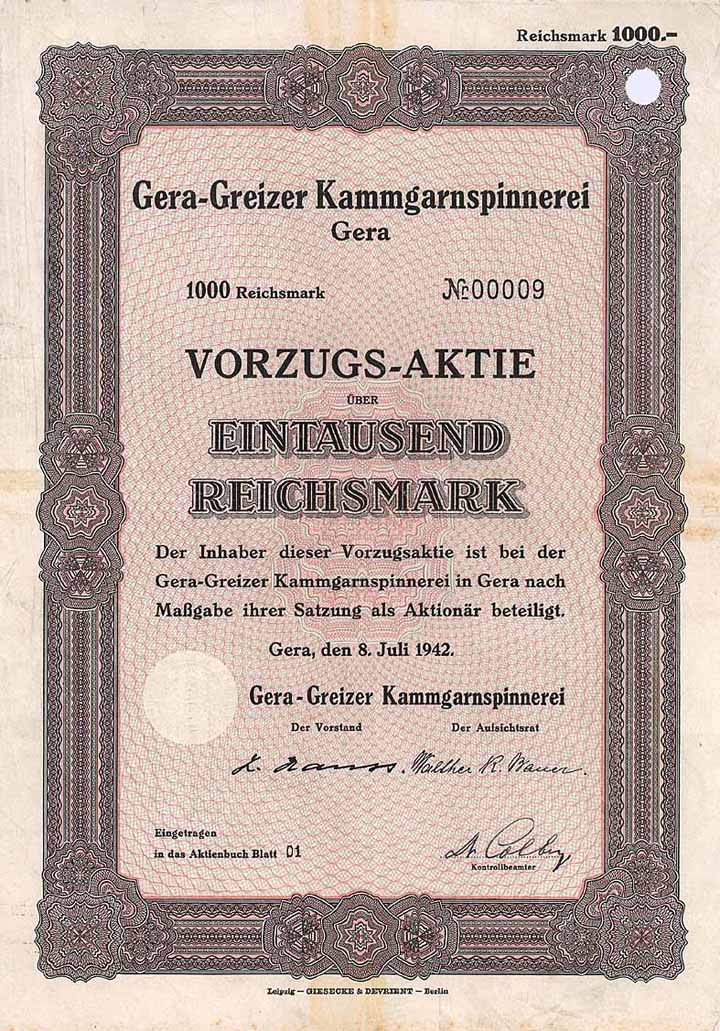 Reichsmark 1000.-
Gera-Greizer Kammgarnspinnerei
Gera
1000 Reichsmark
№ 00009
VORZUGS-AKTIE
ÜBER
EINTAUSEND
REICHSMARK
Der Inhaber dieser Vorzugsaktie ist bei der
Gera-Greizer Kammgarnspinnerei in Gera nach
Maßgabe ihrer Satzung als Aktionär beteiligt.
Gera, den 8. Juli 1942.
Gera-Greizer Kammgarnspinnerei
Der Vorstand
Der Aufsichtsrat
Walther R. Bauer.
Eingetragen
in das Aktienbuch Blatt 01
Kontrollbeamter
Leipzig — GIESECKE & DEVRIENT — Berlin